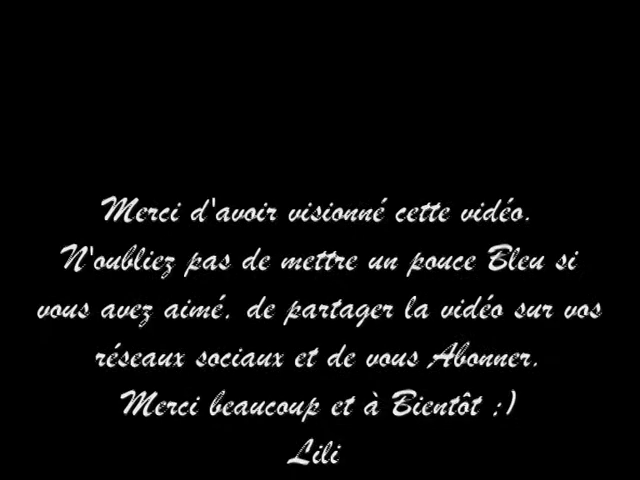 Merci d'avoir visionné cette vidéo.
N'oubliez pas de mettre un pouce Bleu si
vous avez aimé, de partager la vidéo sur vos
réseaux sociaux et de vous Abonner.
Merci beaucoup et à Bientôt ;)
Lili